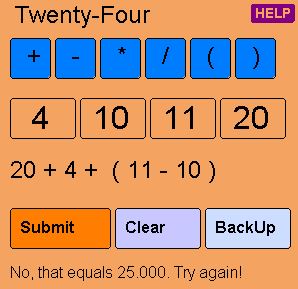 Twenty-Four HELP
+ - * / ( )
4 10 11 20
20 + 4 + ( 11 - 10 )
Submit Clear BackUp
No, that equals 25.000. Try again!